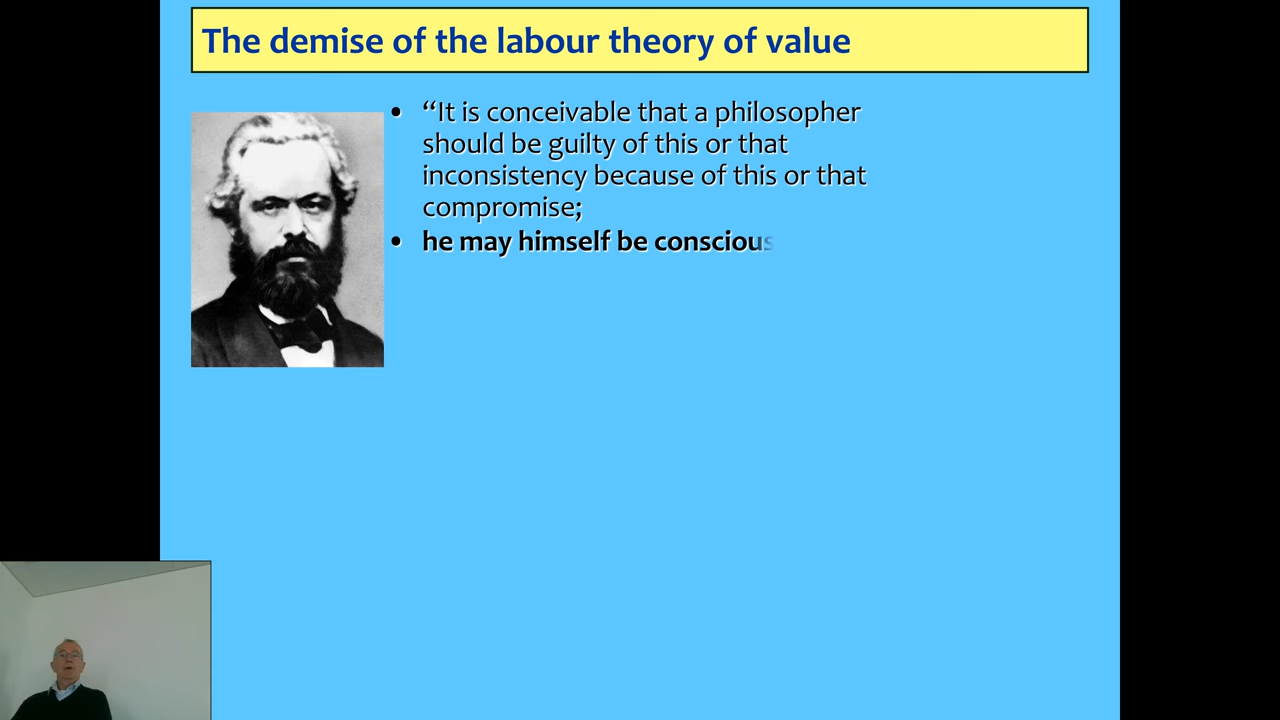 The demise of the labour theory of value
• “It is conceivable that a philosopher
should be guilty of this or that
inconsistency because of this or that
compromise;
• he may himself be conscious